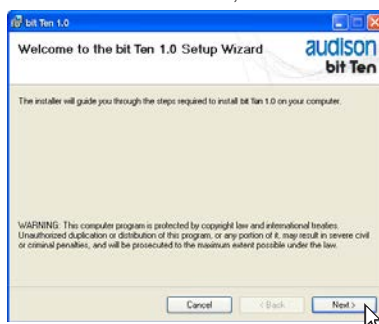 bit Ten 1.0
Welcome to the bit Ten 1.0 Setup Wizard
audison
bit Ten
The installer will guide you through the steps required to install bit Ten 1.0 on your computer.
WARNING: This computer program is protected by copyright law and international treaties.
Unauthorized duplication or distribution of this program, or any portion of it, may result in severe civil
or criminal penalties, and will be prosecuted to the maximum extent possible under the law.
Cancel
< Back
Next >